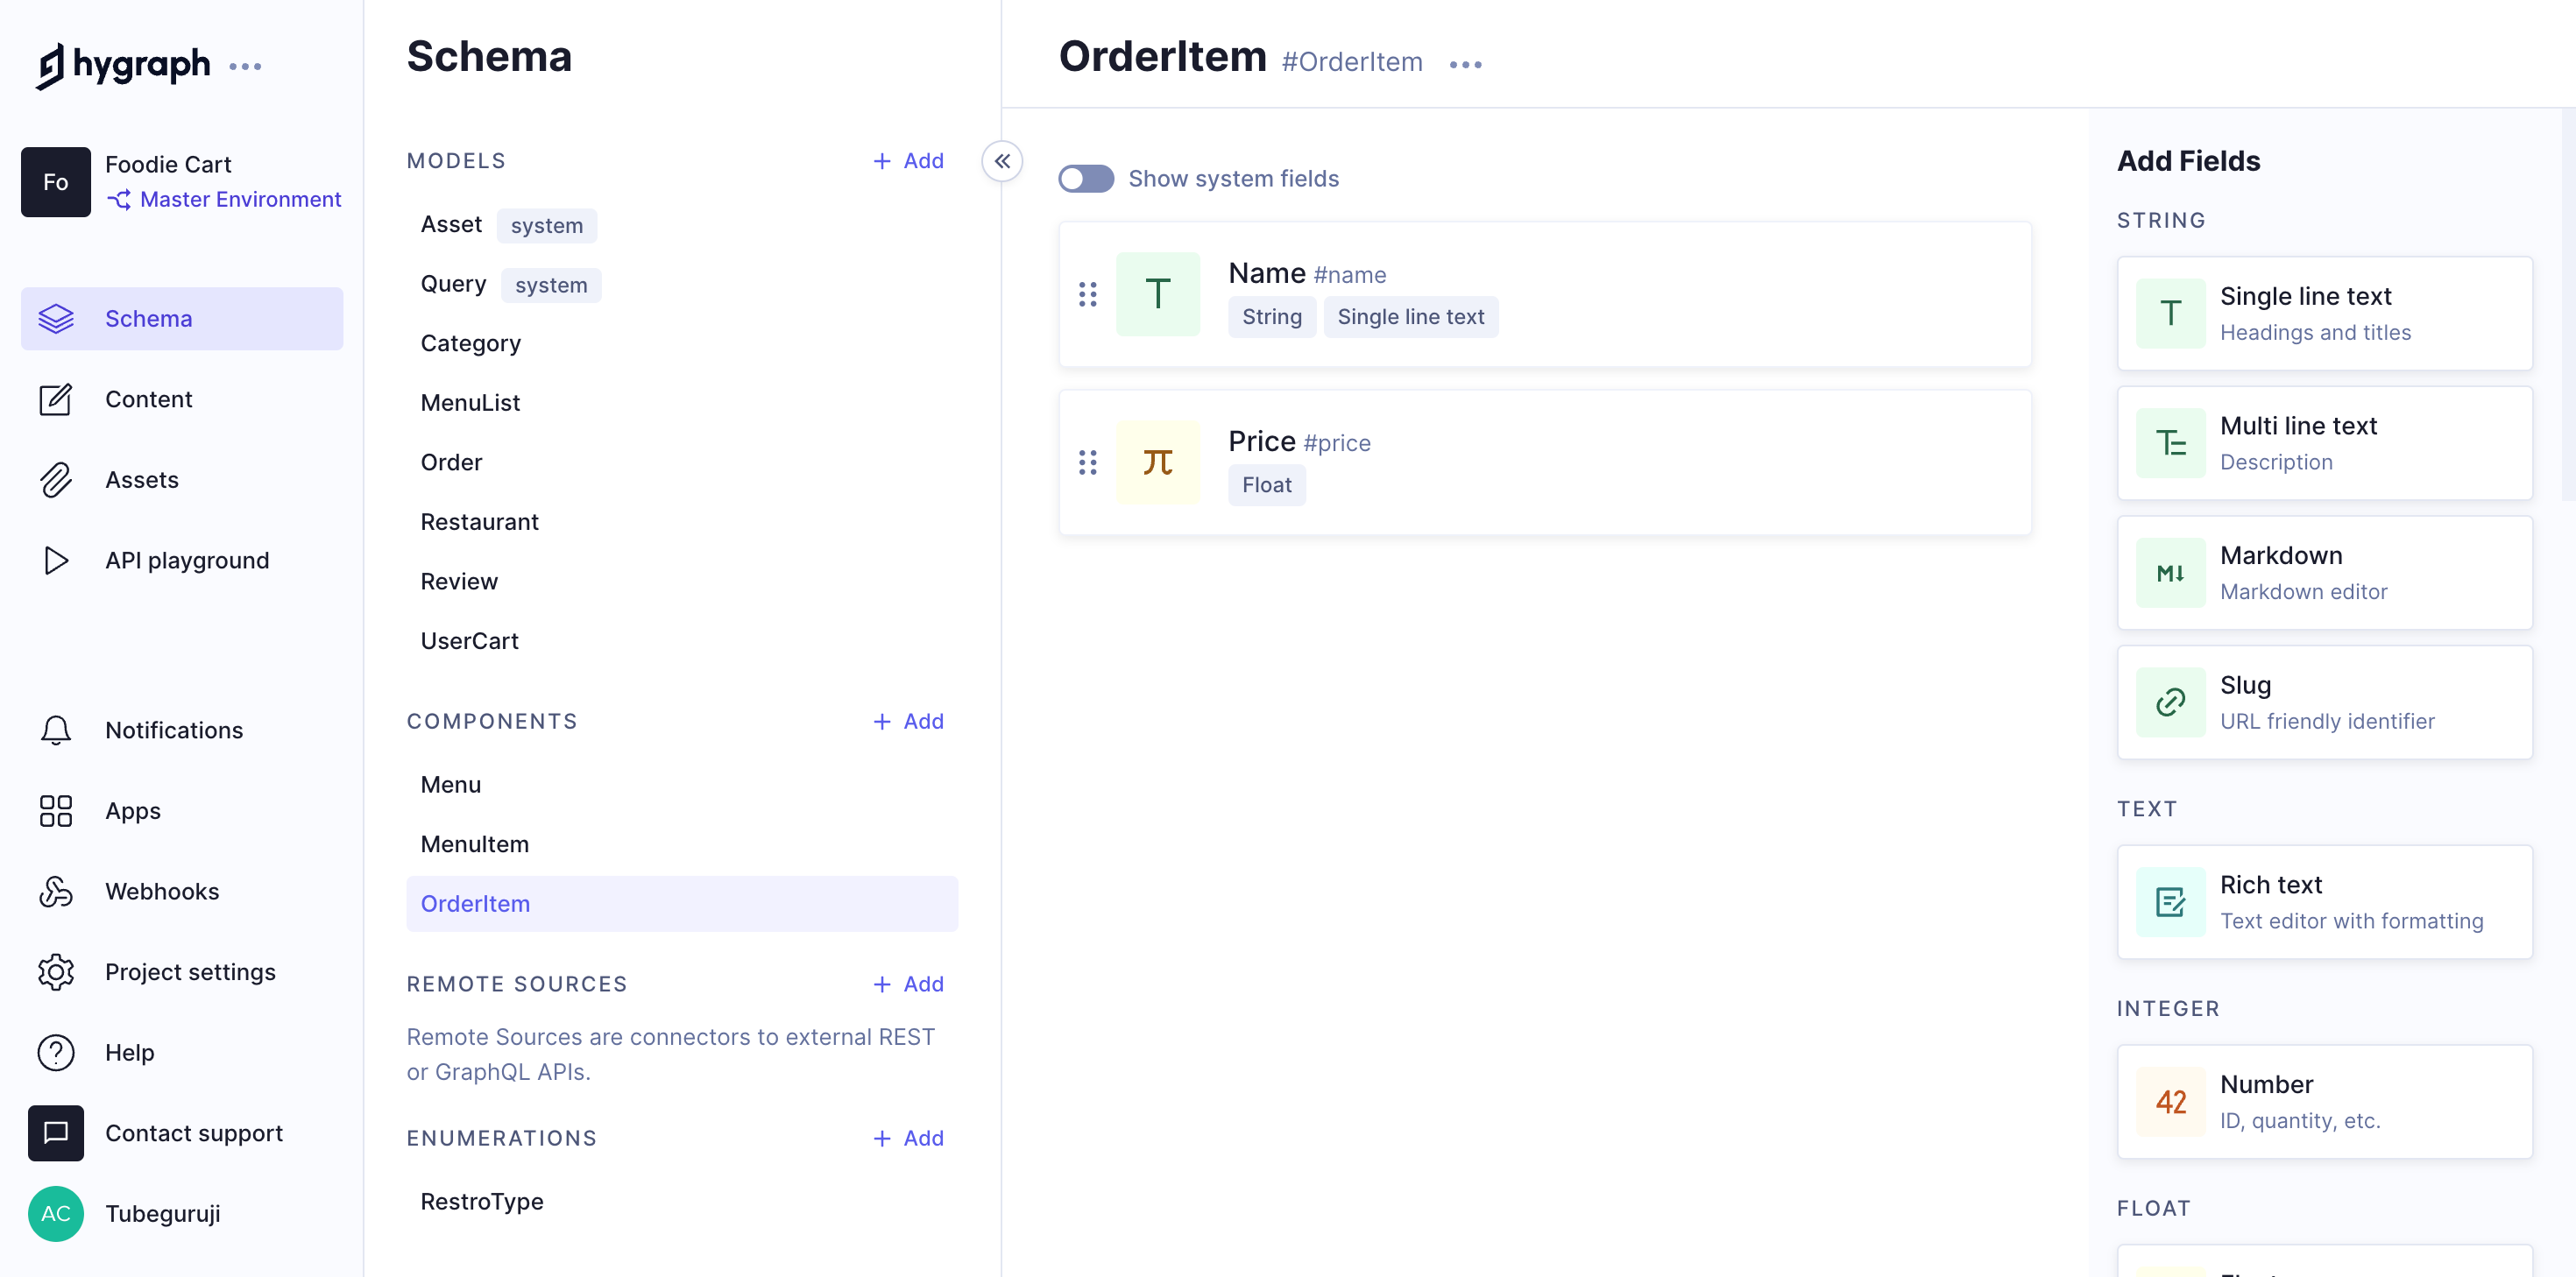 hygraph
Fo
Foodie Cart
Master Environment
Schema
Content
Assets
API playground
Notifications
Apps
Webhooks
Project settings
Help
Contact support
AC
Tubeguruji
Schema
MODELS
+ Add
Asset system
Query system
Category
MenuList
Order
Restaurant
Review
UserCart
COMPONENTS
+ Add
Menu
MenuItem
OrderItem
REMOTE SOURCES
+ Add
Remote Sources are connectors to external REST
or GraphQL APIs.
ENUMERATIONS
+ Add
RestroType
OrderItem #OrderItem
Show system fields
T
Name #name
String Single line text
π
Price #price
Float
Add Fields
STRING
T
Single line text
Headings and titles
Multi line text
Description
M↓
Markdown
Markdown editor
Slug
URL friendly identifier
TEXT
Rich text
Text editor with formatting
INTEGER
42
Number
ID, quantity, etc.
FLOAT